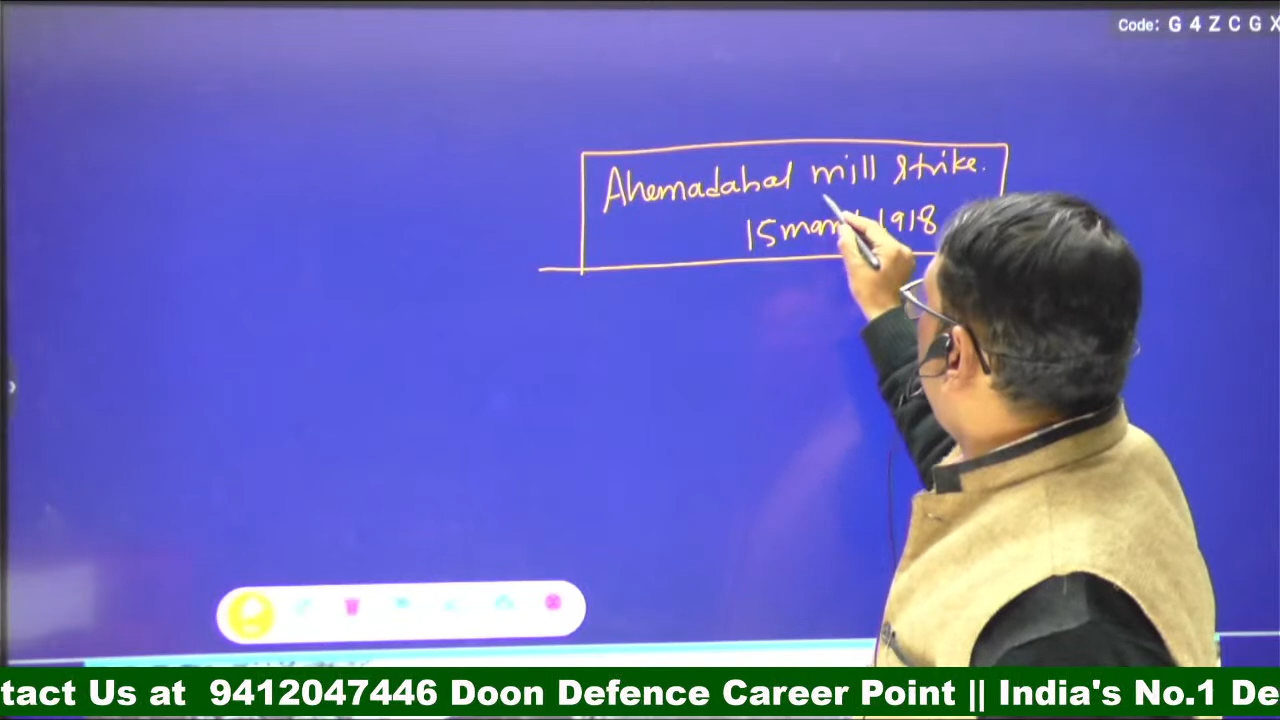 Code: G 4 Z C G X
Ahemadabad mill strike.
15 1918
tact Us at 9412047446 Doon Defence Career Point || India's No.1 De